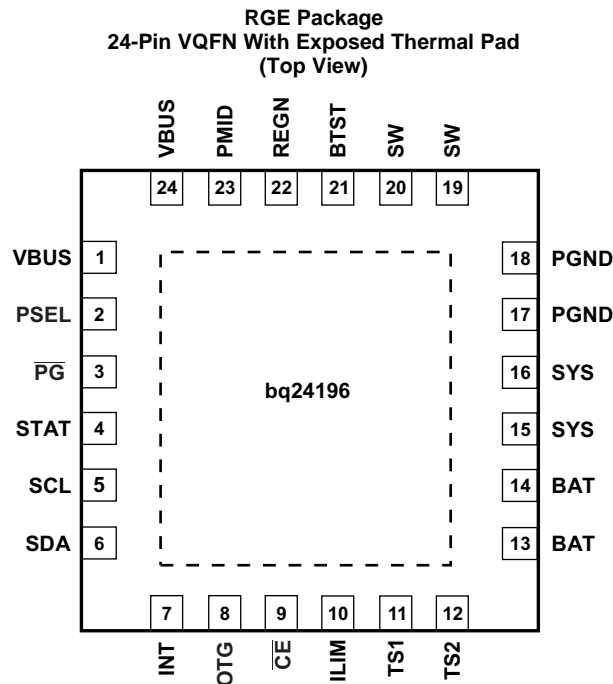 RGE Package
24-Pin VQFN With Exposed Thermal Pad
(Top View)
VBUS
PMID
REGN
BTST
SW
SW
24
23
22
21
20
19
VBUS 1
PSEL 2
P̅G̅ 3
STAT 4
SCL 5
SDA 6
bq24196
18 PGND
17 PGND
16 SYS
15 SYS
14 BAT
13 BAT
7
8
9
10
11
12
INT
OTG
C̅E̅
ILIM
TS1
TS2